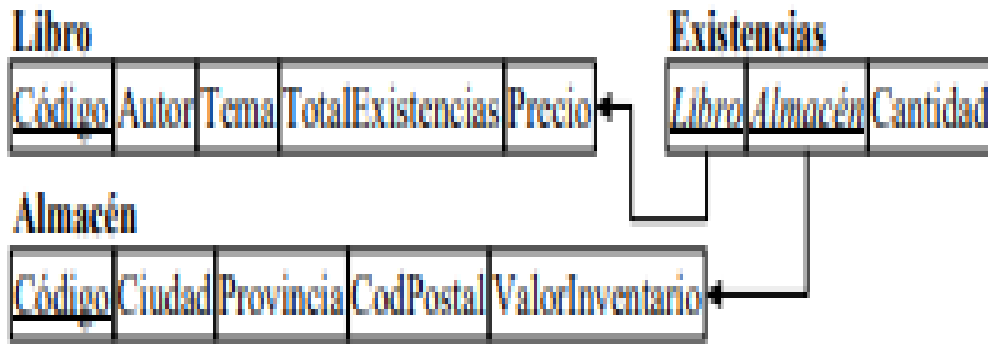 Libro
Código Autor Tema TotalExistencias Precio
Existencias
Libro Almacén Cantidad
Almacén
Código Ciudad Provincia CodPostal ValorInventario